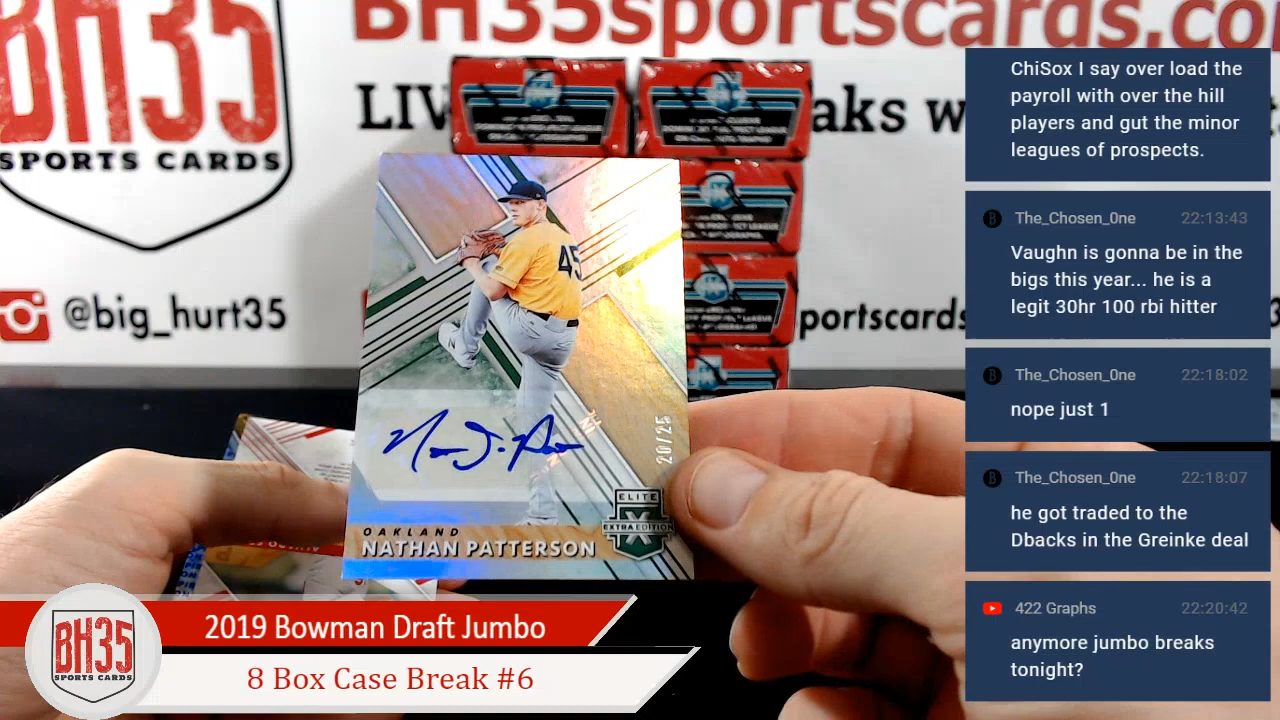 BH35
SPORTS CARDS
BH35sportscards.co
LIV
aks w
@big_hurt35
portscards
45
20/25
ELITE
X
EXTRA EDITION
OAKLAND
NATHAN PATTERSON
BH35
SPORTS CARDS
2019 Bowman Draft Jumbo
8 Box Case Break #6
ChiSox I say over load the
payroll with over the hill
players and gut the minor
leagues of prospects.
The_Chosen_0ne 22:13:43
Vaughn is gonna be in the
bigs this year... he is a
legit 30hr 100 rbi hitter
The_Chosen_0ne 22:18:02
nope just 1
The_Chosen_0ne 22:18:07
he got traded to the
Dbacks in the Greinke deal
422 Graphs 22:20:42
anymore jumbo breaks
tonight?